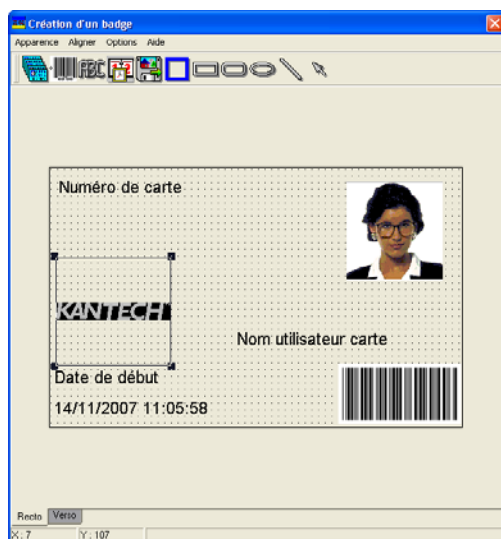 Création d'un badge
Apparence Aligner Options Aide
ABC
Numéro de carte
KANTECH
Nom utilisateur carte
Date de début
14/11/2007 11:05:58
Recto Verso
X: 7 Y: 107